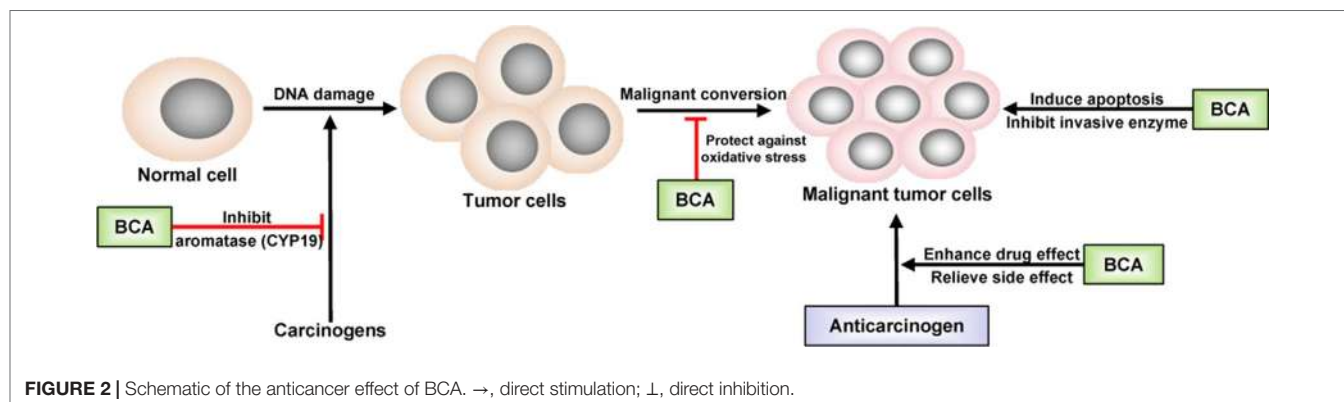 DNA damage
Normal cell
BCA
Inhibit
aromatase (CYP19)
Carcinogens
Tumor cells
Malignant conversion
Protect against
oxidative stress
BCA
Malignant tumor cells
Induce apoptosis
Inhibit invasive enzyme
BCA
Enhance drug effect
Relieve side effect
BCA
Anticarcinogen
FIGURE 2 | Schematic of the anticancer effect of BCA. →, direct stimulation; ⊥, direct inhibition.